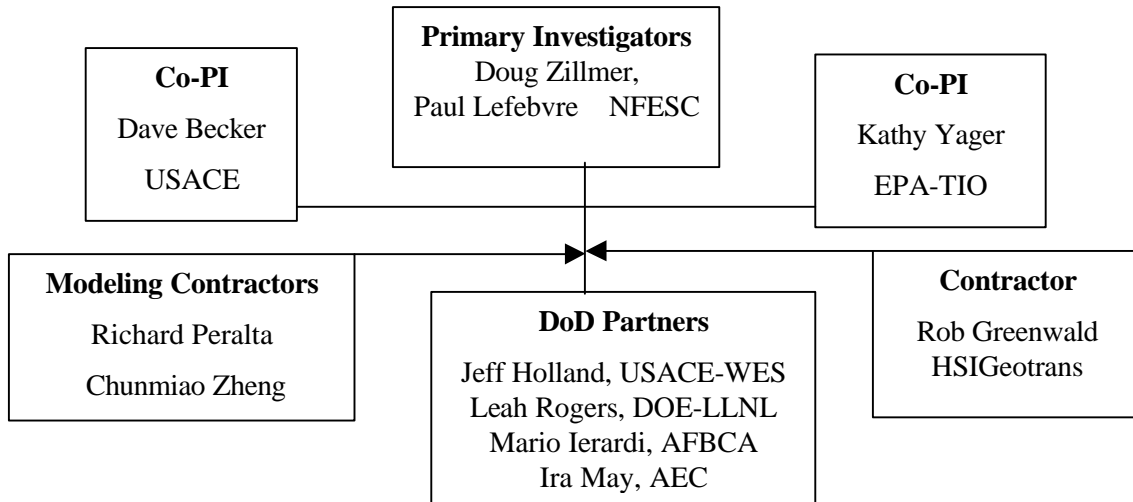 Primary Investigators
Doug Zillmer,
Paul Lefebvre NFESC
Co-PI
Dave Becker
USACE
Co-PI
Kathy Yager
EPA-TIO
Modeling Contractors
Richard Peralta
Chunmiao Zheng
DoD Partners
Jeff Holland, USACE-WES
Leah Rogers, DOE-LLNL
Mario Ierardi, AFBCA
Ira May, AEC
Contractor
Rob Greenwald
HSIGeotrans